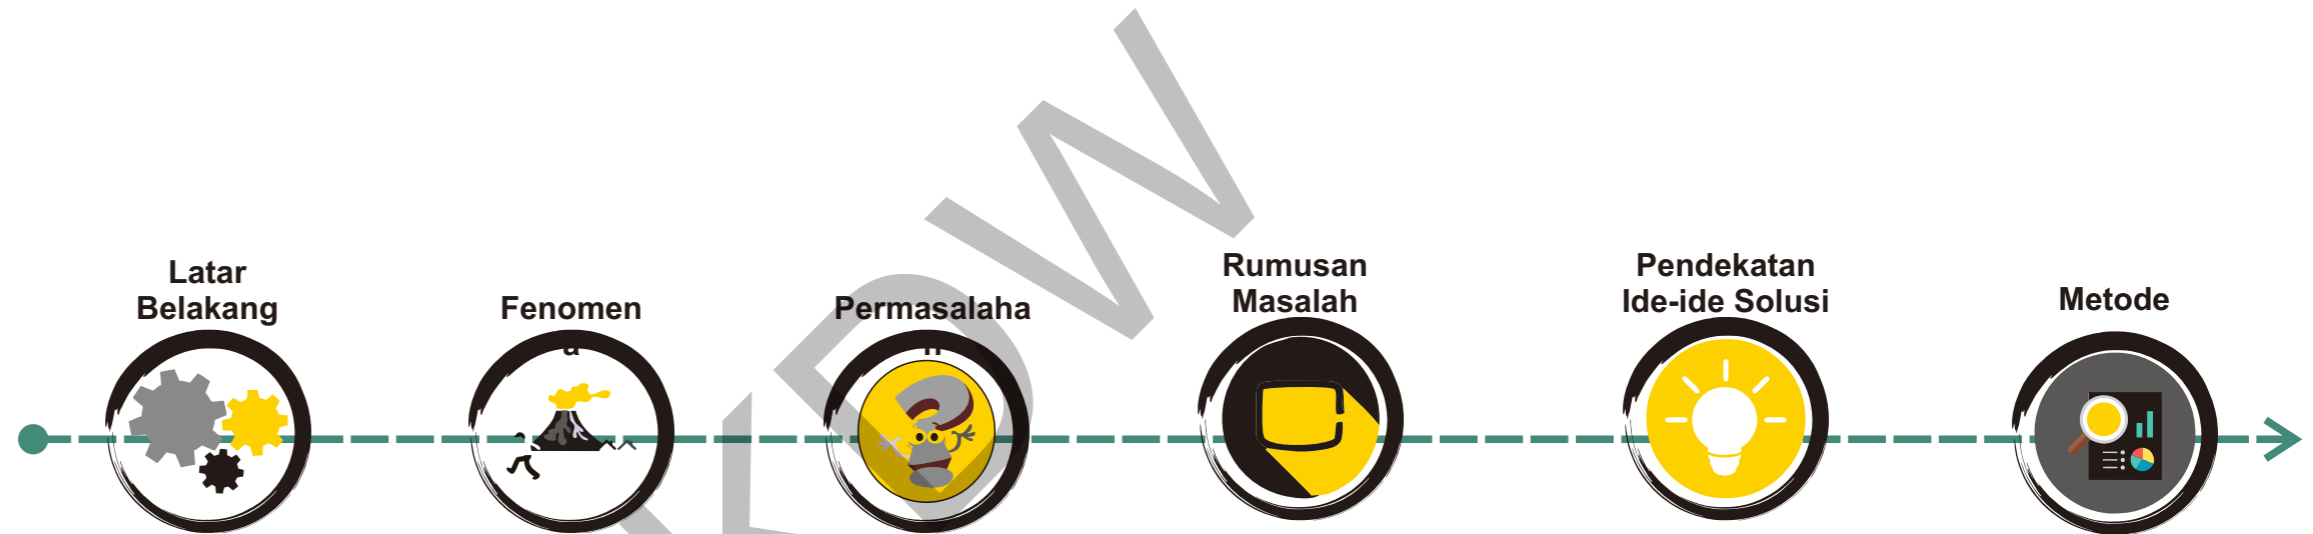 Latar
Belakang
Fenomen
a
Permasalaha
n
Rumusan
Masalah
Pendekatan
Ide-ide Solusi
Metode